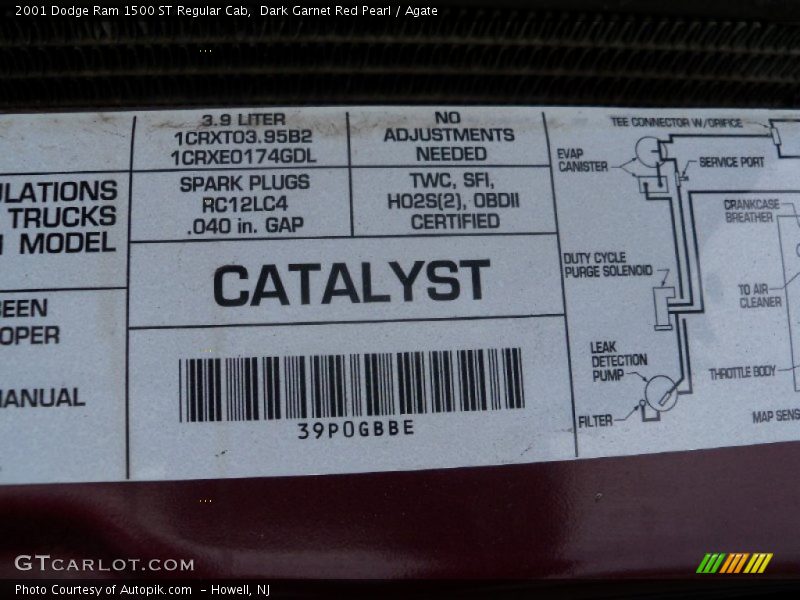 2001 Dodge Ram 1500 ST Regular Cab,  Dark Garnet Red Pearl / Agate
ULATIONS
TRUCKS
MODEL
BEEN
OPER
MANUAL
3.9 LITER
1CRXT03.95B2
1CRXE0174GDL
NO
ADJUSTMENTS
NEEDED
SPARK PLUGS
RC12LC4
.040 in. GAP
TWC, SFI,
HO2S(2), OBDII
CERTIFIED
CATALYST
39P0GBBE
TEE CONNECTOR W/ORIFICE
EVAP
CANISTER
SERVICE PORT
CRANKCASE
BREATHER
DUTY CYCLE
PURGE SOLENOID
TO AIR
CLEANER
LEAK
DETECTION
PUMP
THROTTLE BODY
FILTER
MAP SENS
GTCARLOT.COM
Photo Courtesy of Autopik.com  – Howell, NJ